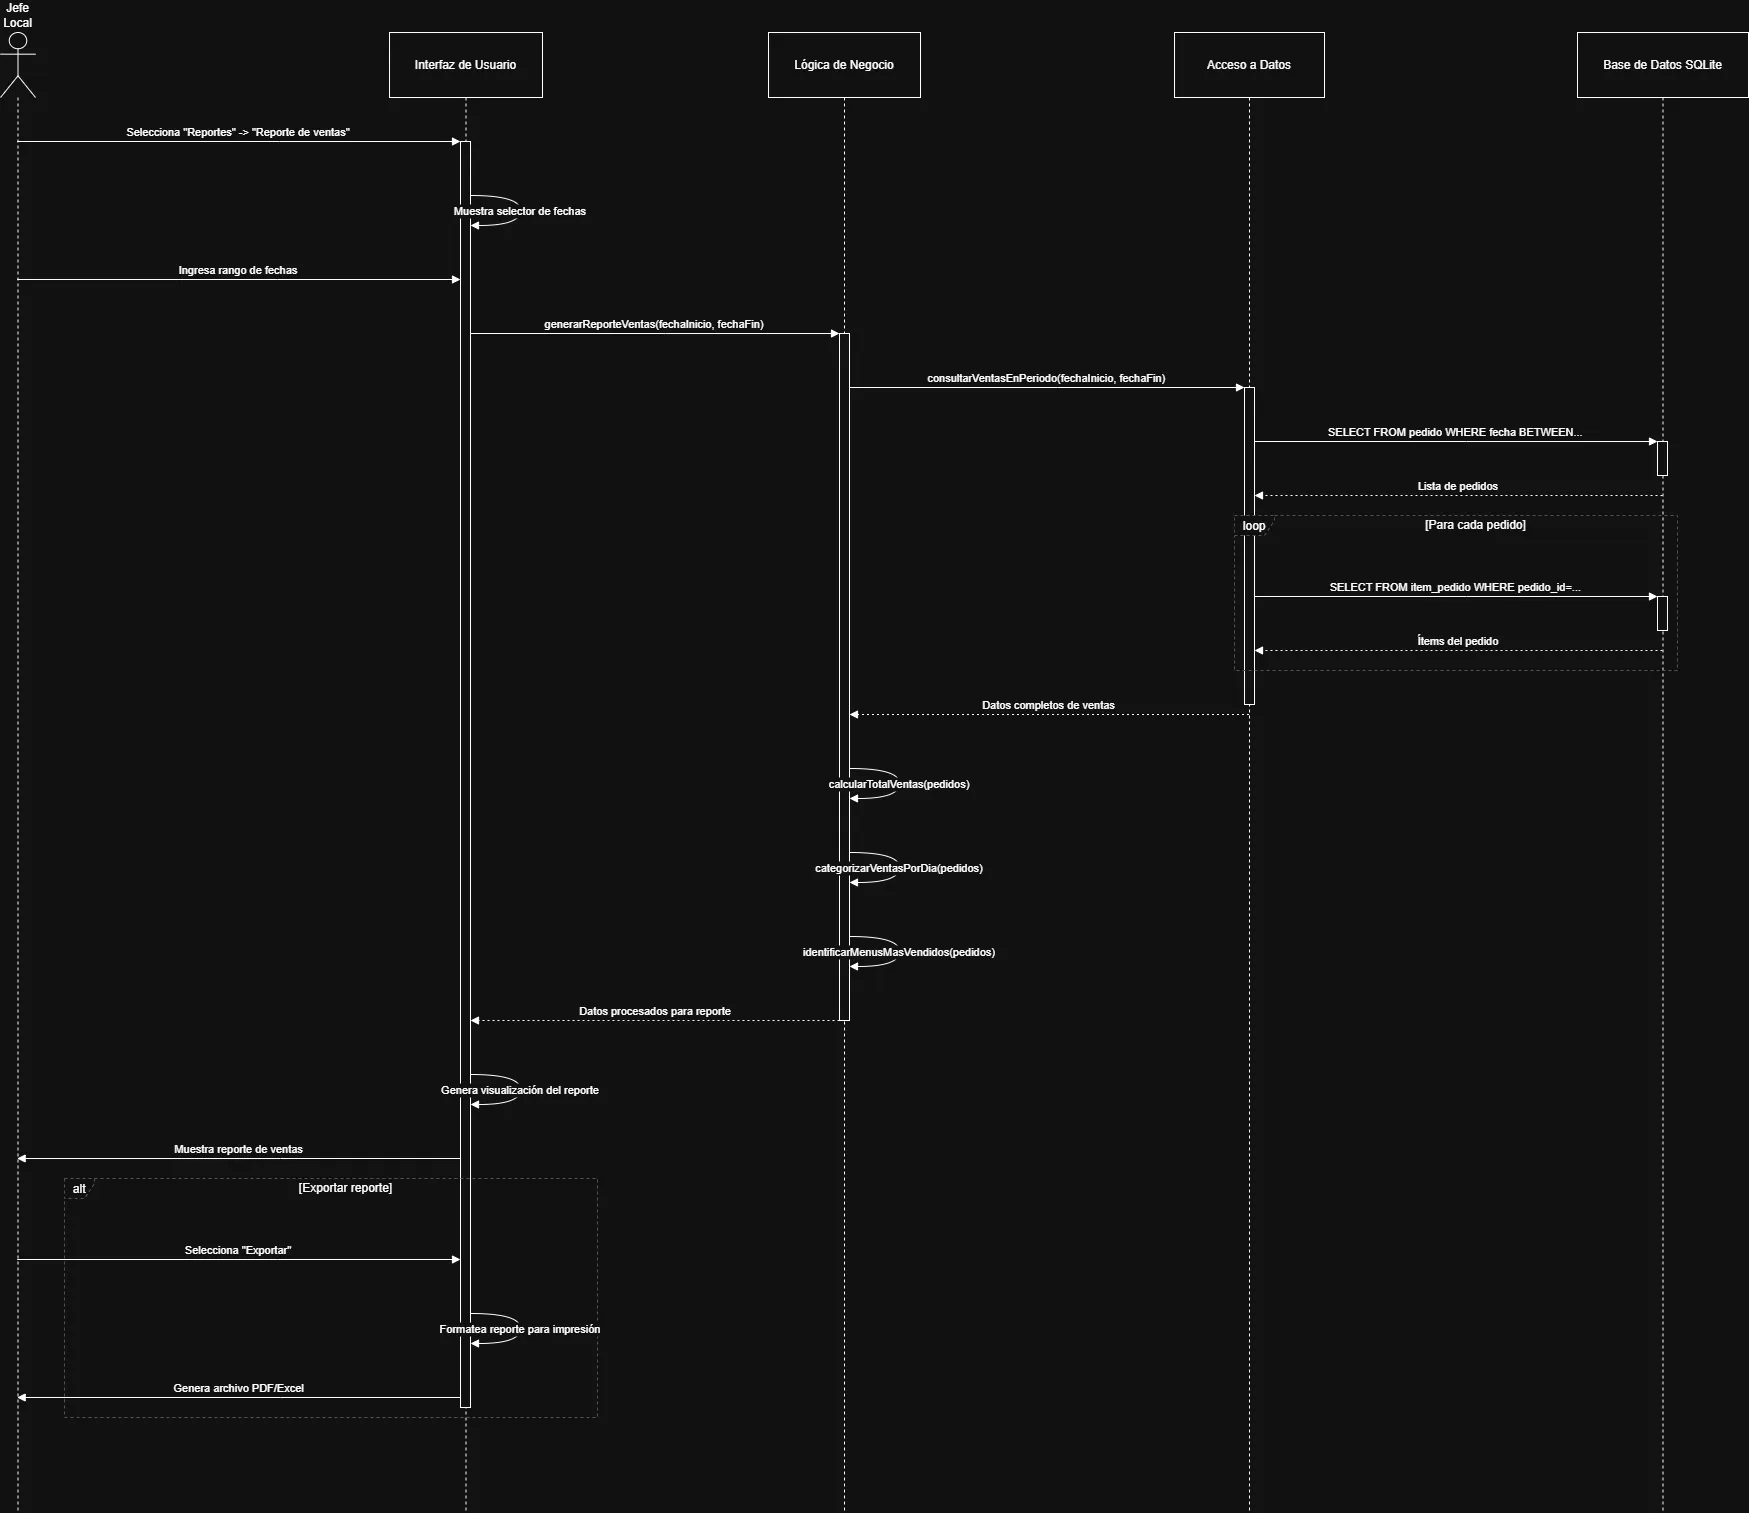 Jefe
Local
Interfaz de Usuario
Lógica de Negocio
Acceso a Datos
Base de Datos SQLite
Selecciona "Reportes" -> "Reporte de ventas"
Muestra selector de fechas
Ingresa rango de fechas
generarReporteVentas(fechaInicio, fechaFin)
consultarVentasEnPeriodo(fechaInicio, fechaFin)
SELECT FROM pedido WHERE fecha BETWEEN...
Lista de pedidos
loop
[Para cada pedido]
SELECT FROM item_pedido WHERE pedido_id=...
Ítems del pedido
Datos completos de ventas
calcularTotalVentas(pedidos)
categorizarVentasPorDia(pedidos)
identificarMenusMasVendidos(pedidos)
Datos procesados para reporte
Genera visualización del reporte
Muestra reporte de ventas
alt
[Exportar reporte]
Selecciona "Exportar"
Formatea reporte para impresión
Genera archivo PDF/Excel